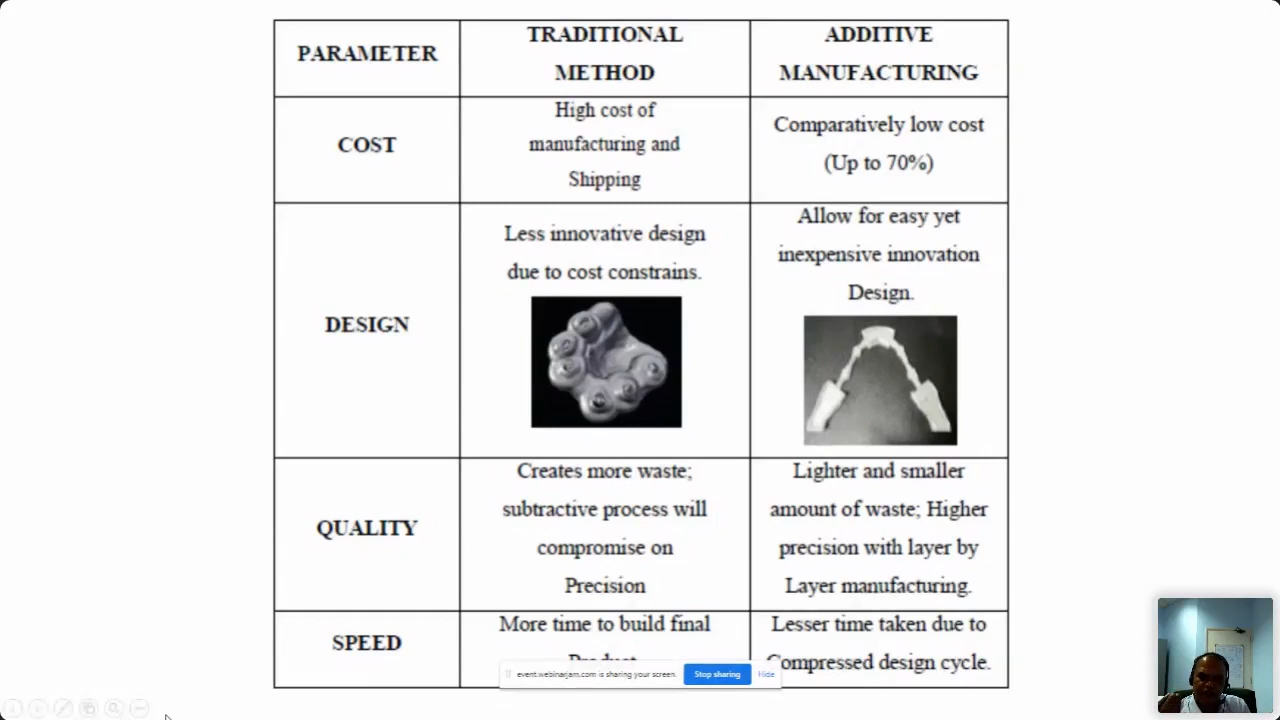 PARAMETER
TRADITIONAL
METHOD
ADDITIVE
MANUFACTURING
COST
High cost of
manufacturing and
Shipping
Comparatively low cost
(Up to 70%)
DESIGN
Less innovative design
due to cost constrains.
Allow for easy yet
inexpensive innovation
Design.
QUALITY
Creates more waste;
subtractive process will
compromise on
Precision
Lighter and smaller
amount of waste; Higher
precision with layer by
Layer manufacturing.
SPEED
More time to build final
Product
Lesser time taken due to
Compressed design cycle.
event.webinarjam.com is sharing your screen.
Stop sharing
Hide